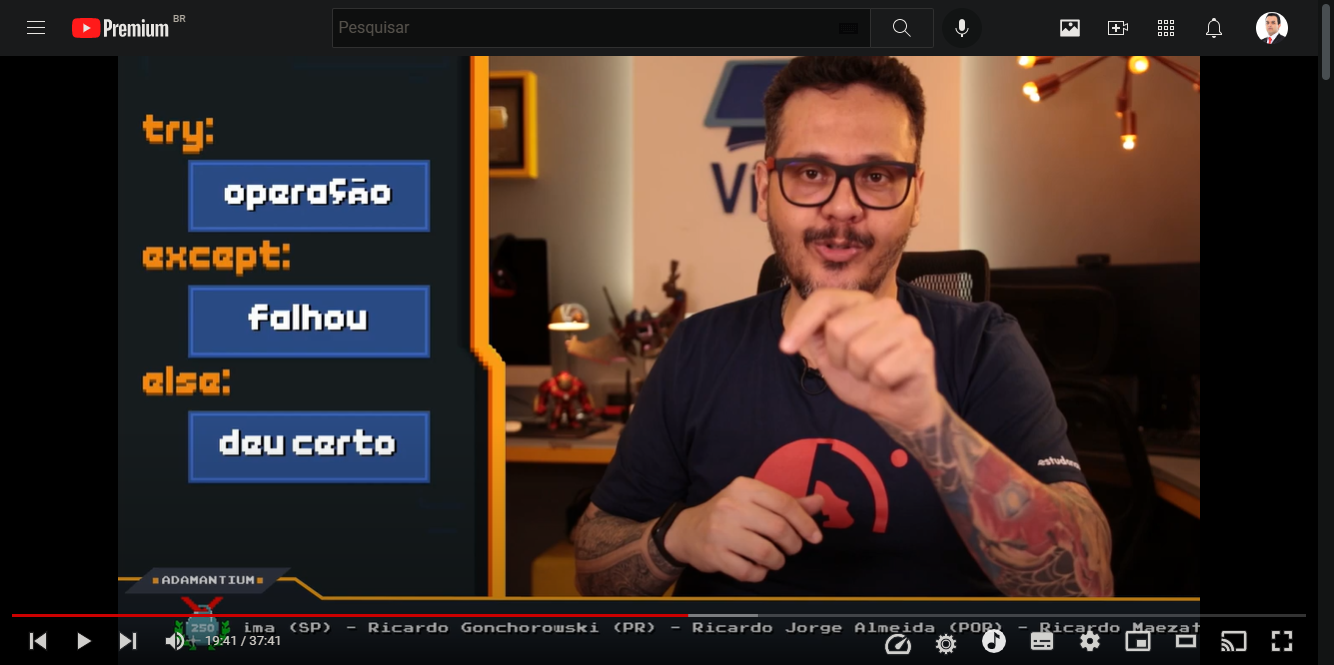 Premium BR
Pesquisar
try:
operação
except:
falhou
else:
deu certo
ADAMANTIUM
250
ima (SP) - Ricardo Gonchorowski (PR) - Ricardo Jorge Almeida (POR) - Ricardo Maezat
19:41 / 37:41